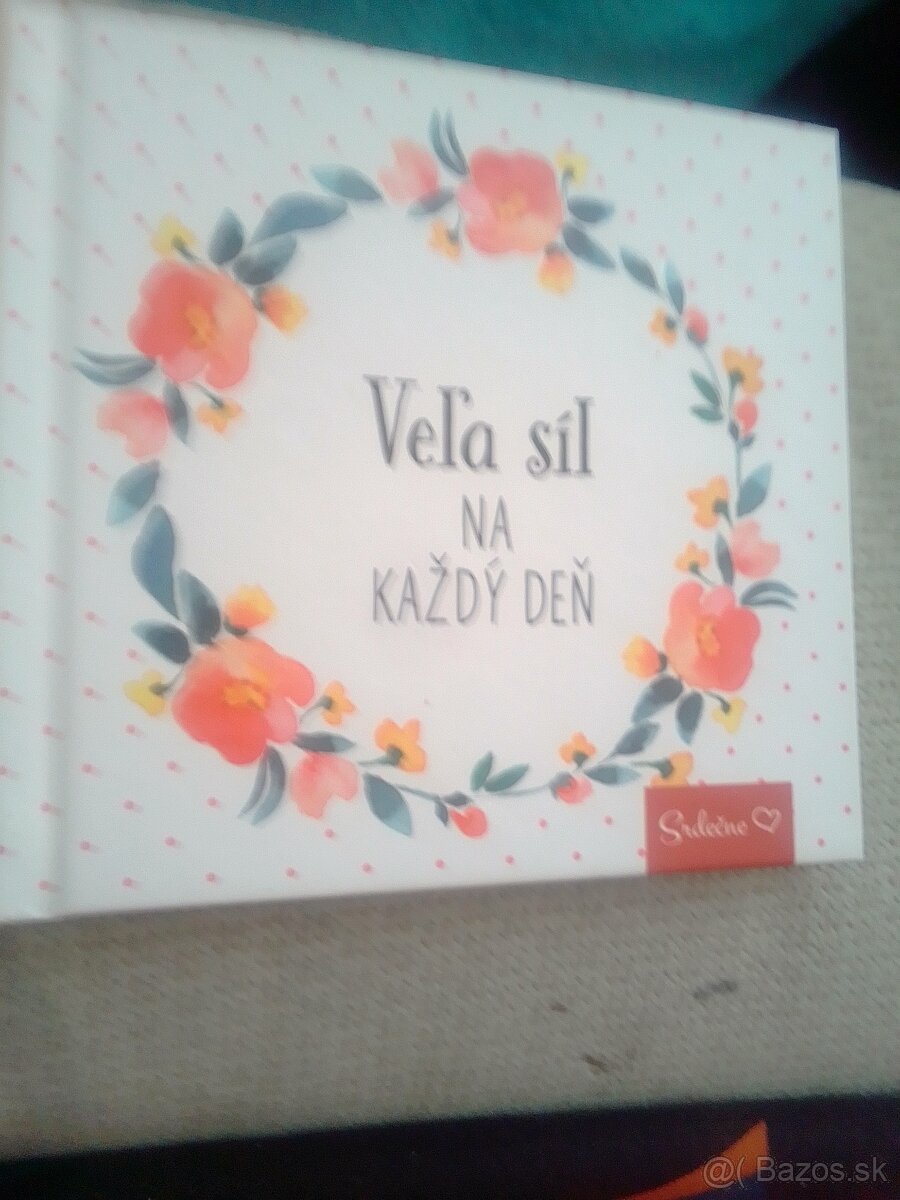 Veľa síl
NA
KAŽDÝ DEŇ
Srdečne
@( Bazos.sk